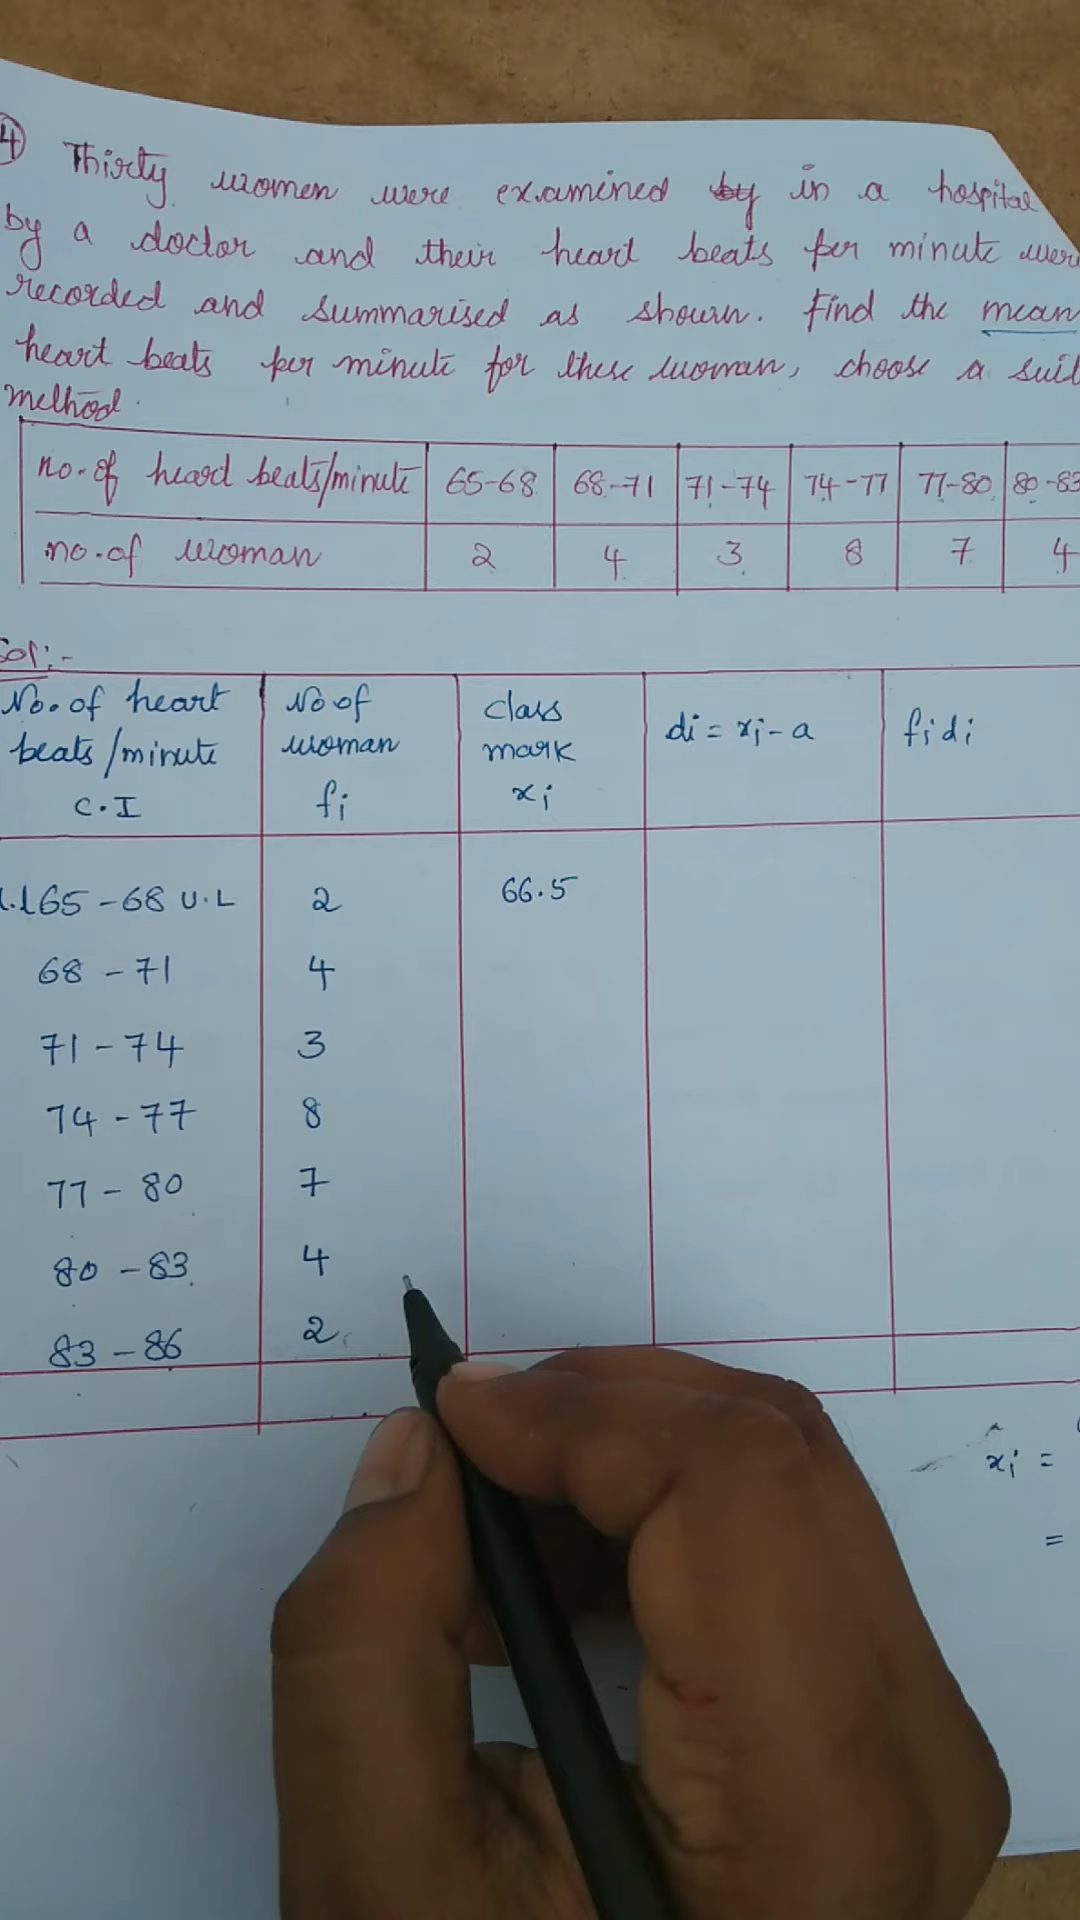 4 Thirty women were examined by in a hospital
by a doctor and their heart beats per minute wer
recorded and summarised as shown. Find the mean
heart beats per minute for these woman, choose a suit
method.
no. of heard beats/minute 65-68 68-71 71-74 74-77 77-80 80-83
no. of woman 2 4 3 8 7 4
Sol:-
No. of heart beats/minute C.I
No of woman fi
class mark xi
di = xi - a
fi di
65-68 U.L 2 66.5
68-71 4
71-74 3
74-77 8
77-80 7
80-83 4
83-86 2
xi =
=